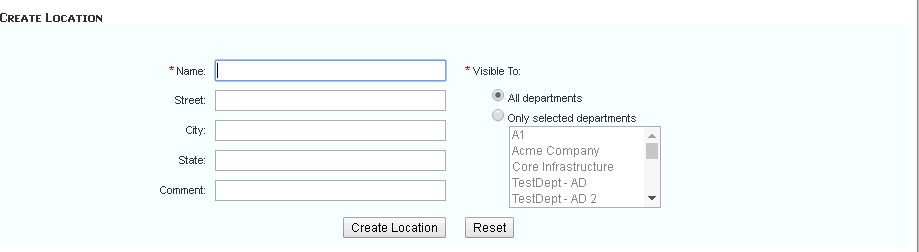 CREATE LOCATION
* Name:
Street:
City:
State:
Comment:
* Visible To:
All departments
Only selected departments
A1
Acme Company
Core Infrastructure
TestDept - AD
TestDept - AD 2
Create Location
Reset